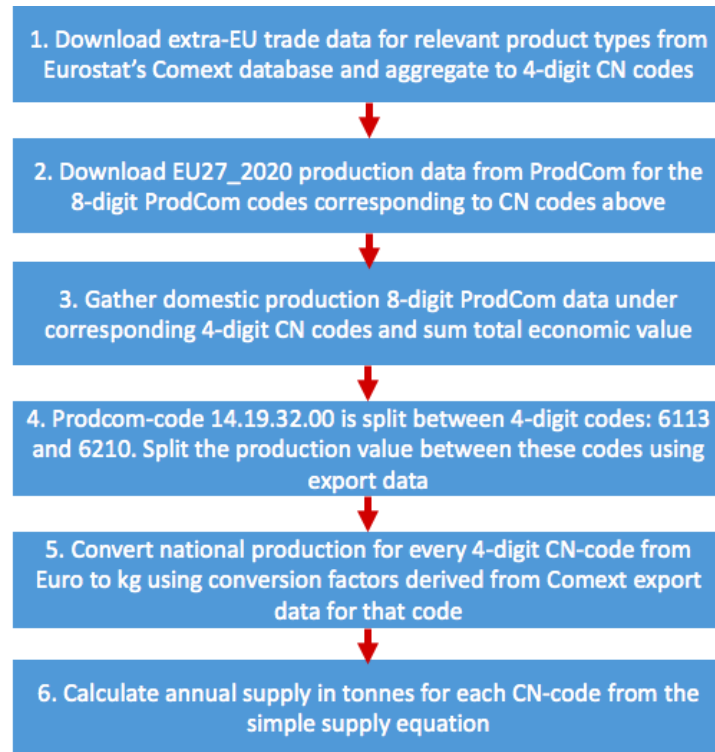 1. Download extra-EU trade data for relevant product types from
Eurostat's Comext database and aggregate to 4-digit CN codes
2. Download EU27_2020 production data from ProdCom for the
8-digit ProdCom codes corresponding to CN codes above
3. Gather domestic production 8-digit ProdCom data under
corresponding 4-digit CN codes and sum total economic value
4. Prodcom-code 14.19.32.00 is split between 4-digit codes: 6113
and 6210. Split the production value between these codes using
export data
5. Convert national production for every 4-digit CN-code from
Euro to kg using conversion factors derived from Comext export
data for that code
6. Calculate annual supply in tonnes for each CN-code from the
simple supply equation